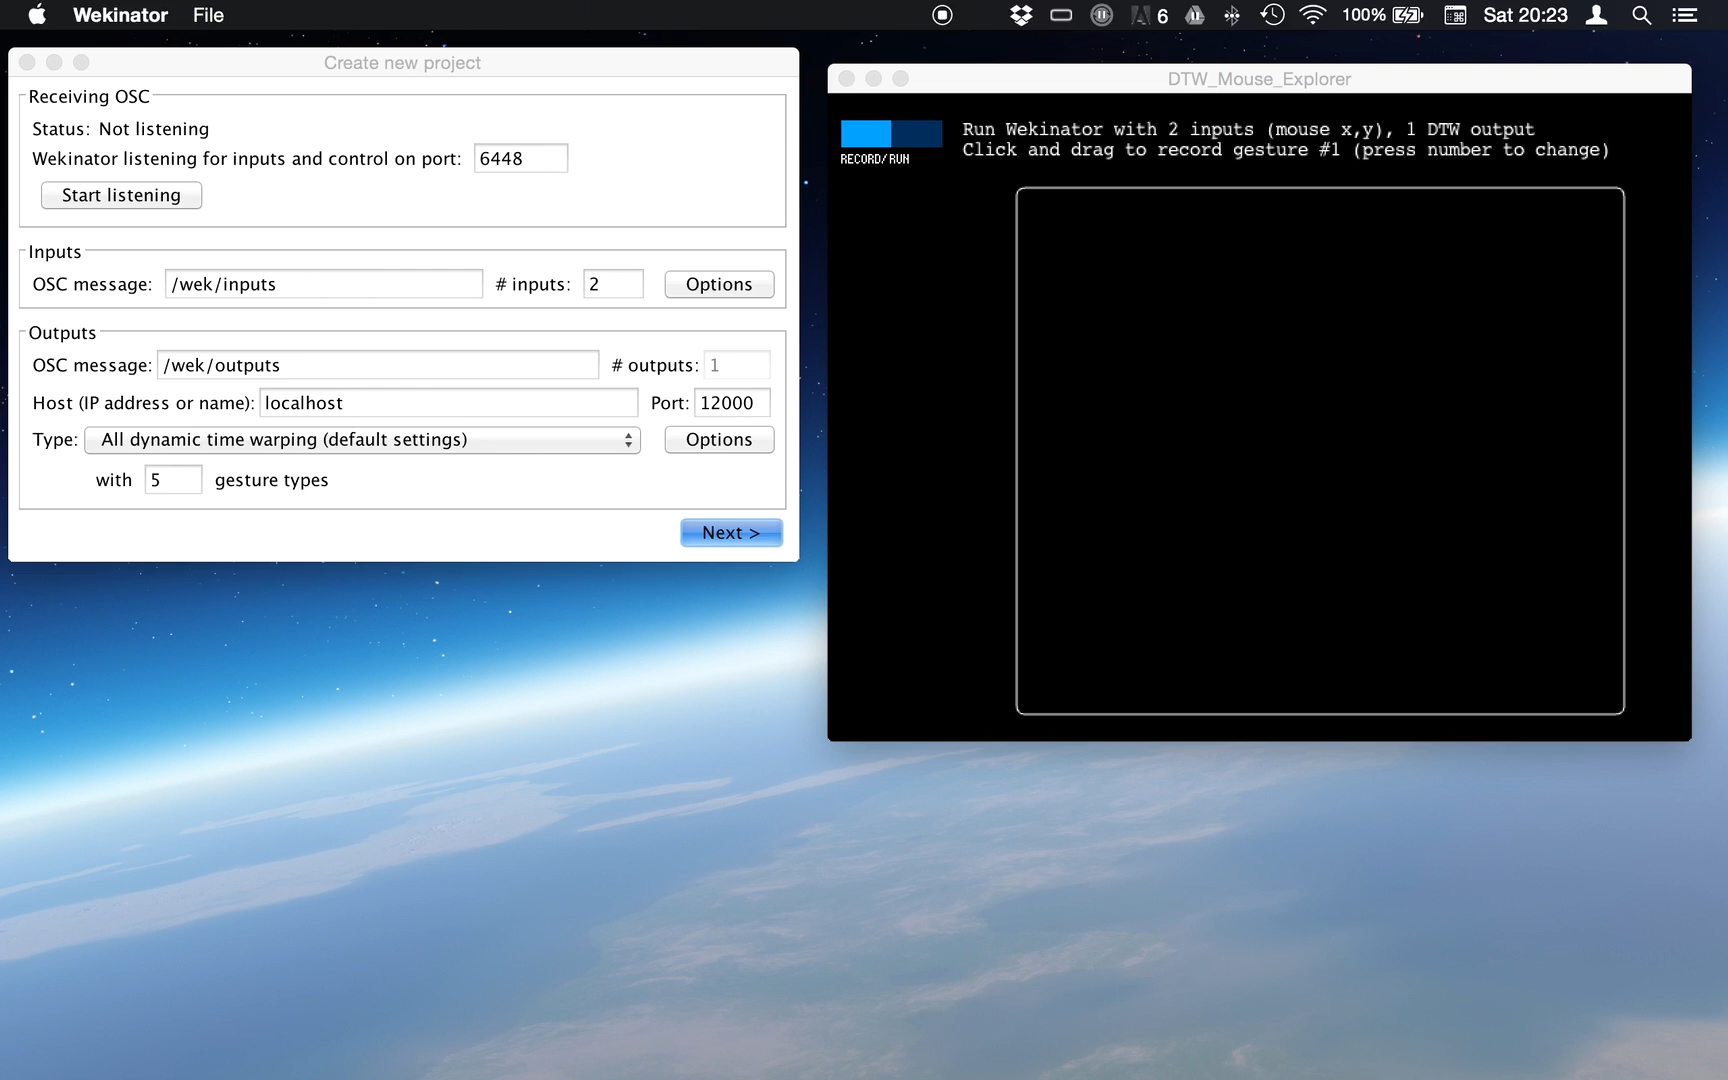 Wekinator File 6 100% Sat 20:23
Create new project
Receiving OSC
Status: Not listening
Wekinator listening for inputs and control on port: 6448
Start listening
Inputs
OSC message: /wek/inputs # inputs: 2 Options
Outputs
OSC message: /wek/outputs # outputs: 1
Host (IP address or name): localhost Port: 12000
Type: All dynamic time warping (default settings) Options
with 5 gesture types
Next >
DTW_Mouse_Explorer
RECORD/RUN
Run Wekinator with 2 inputs (mouse x,y), 1 DTW output
Click and drag to record gesture #1 (press number to change)